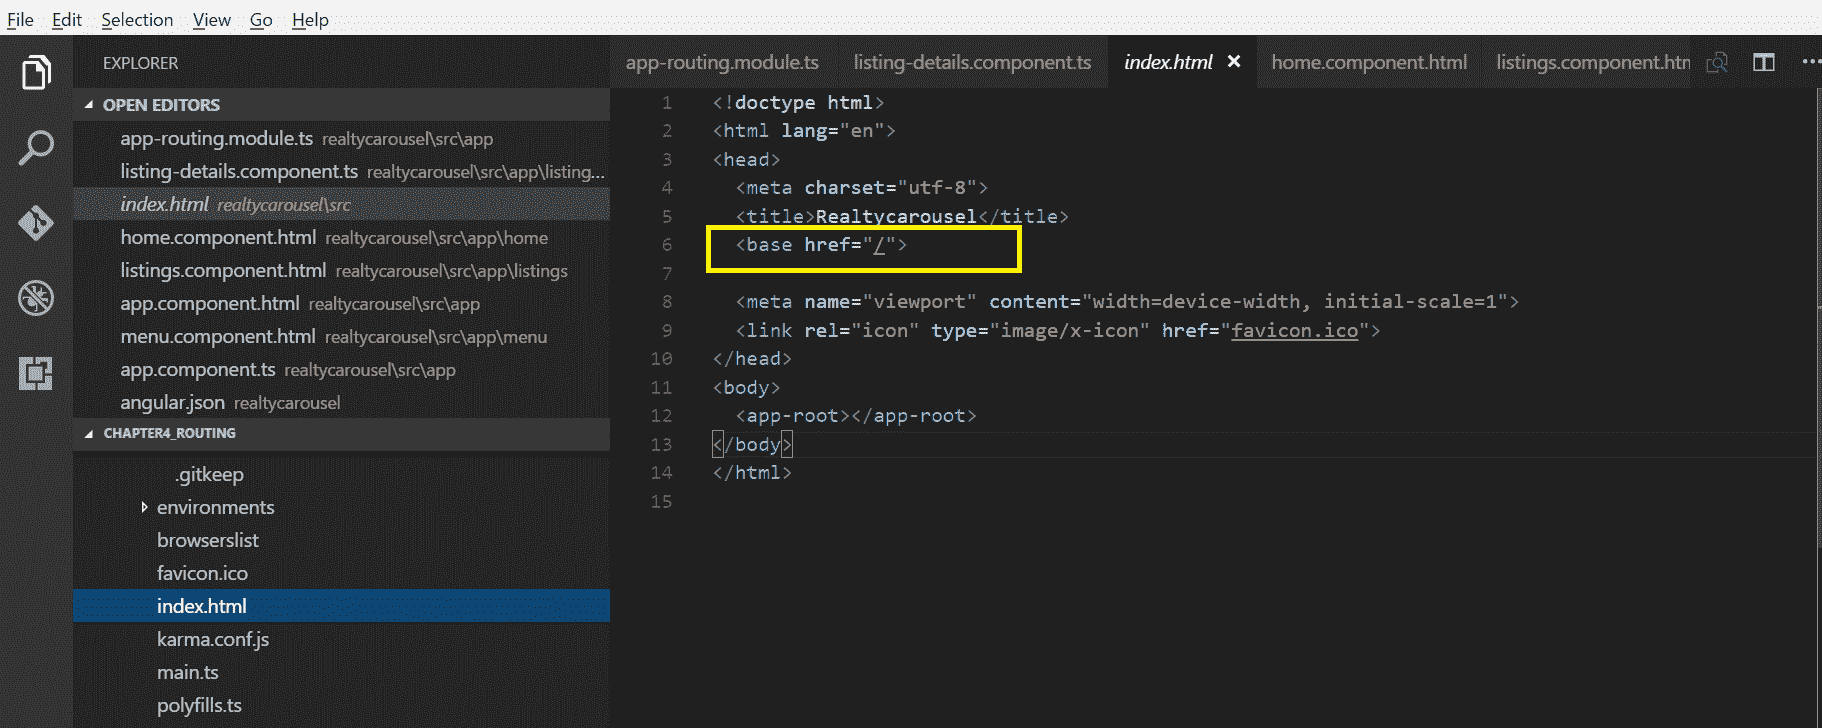 File Edit Selection View Go Help
EXPLORER
OPEN EDITORS
app-routing.module.ts realtycarousel\src\app
listing-details.component.ts realtycarousel\src\app\listing...
index.html realtycarousel\src
home.component.html realtycarousel\src\app\home
listings.component.html realtycarousel\src\app\listings
app.component.html realtycarousel\src\app
menu.component.html realtycarousel\src\app\menu
app.component.ts realtycarousel\src\app
angular.json realtycarousel
CHAPTER4_ROUTING
.gitkeep
environments
browserslist
favicon.ico
index.html
karma.conf.js
main.ts
polyfills.ts
app-routing.module.ts listing-details.component.ts index.html home.component.html listings.component.htm
1 <!doctype html>
2 <html lang="en">
3 <head>
4 <meta charset="utf-8">
5 <title>Realtycarousel</title>
6 <base href="/">
7
8 <meta name="viewport" content="width=device-width, initial-scale=1">
9 <link rel="icon" type="image/x-icon" href="favicon.ico">
10 </head>
11 <body>
12 <app-root></app-root>
13 </body>
14 </html>
15